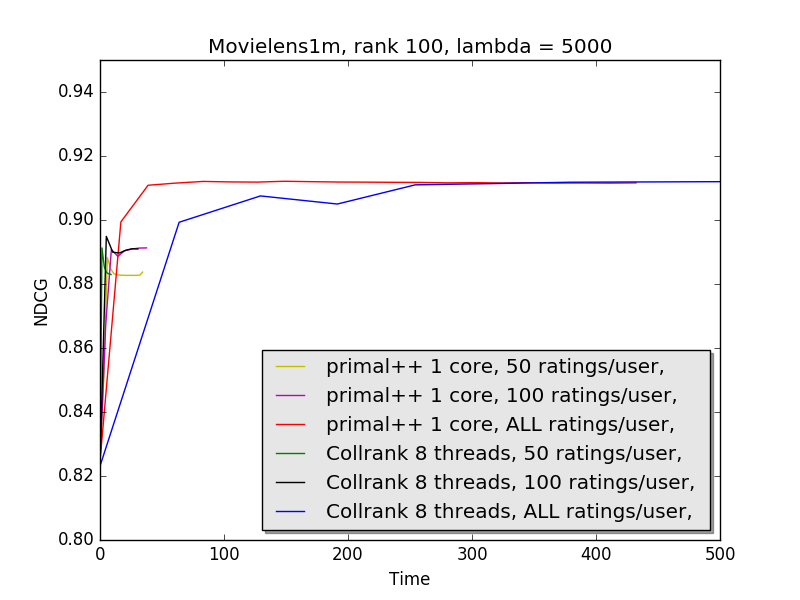 Movielens1m, rank 100, lambda = 5000
NDCG
0.94
0.92
0.90
0.88
0.86
0.84
0.82
0.80
primal++ 1 core, 50 ratings/user,
primal++ 1 core, 100 ratings/user,
primal++ 1 core, ALL ratings/user,
Collrank 8 threads, 50 ratings/user,
Collrank 8 threads, 100 ratings/user,
Collrank 8 threads, ALL ratings/user,
0 100 200 300 400 500
Time